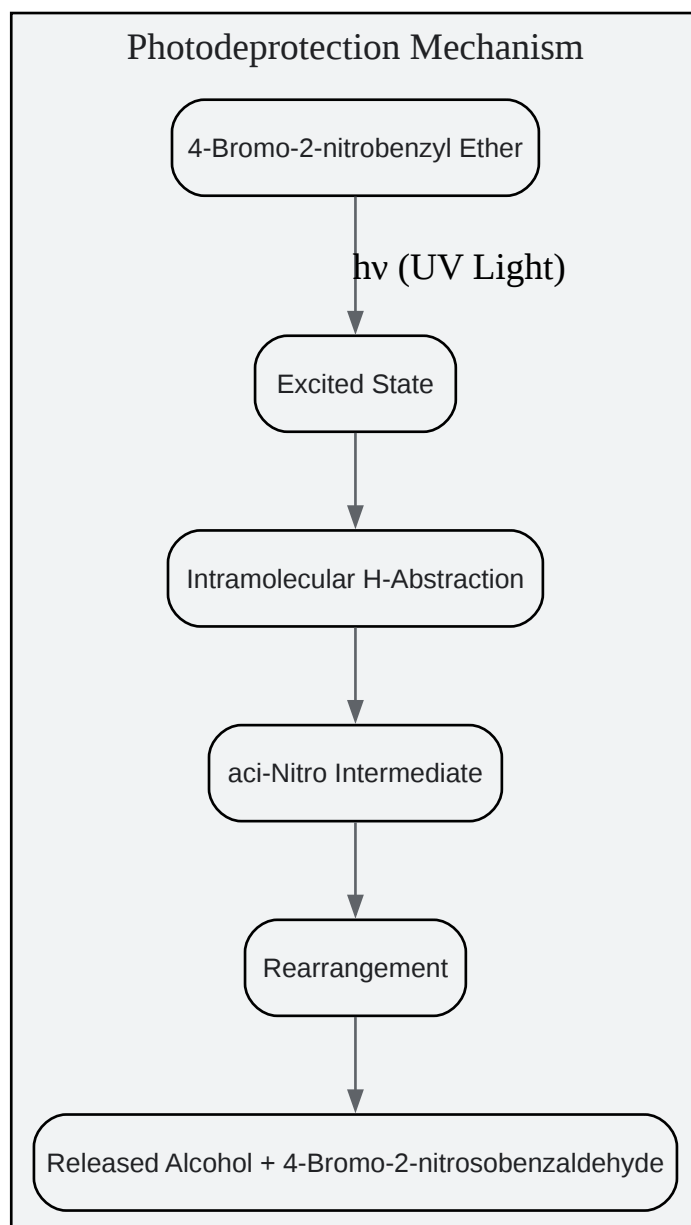 Photodeprotection Mechanism
4-Bromo-2-nitrobenzyl Ether
hν (UV Light)
Excited State
Intramolecular H-Abstraction
aci-Nitro Intermediate
Rearrangement
Released Alcohol + 4-Bromo-2-nitrosobenzaldehyde